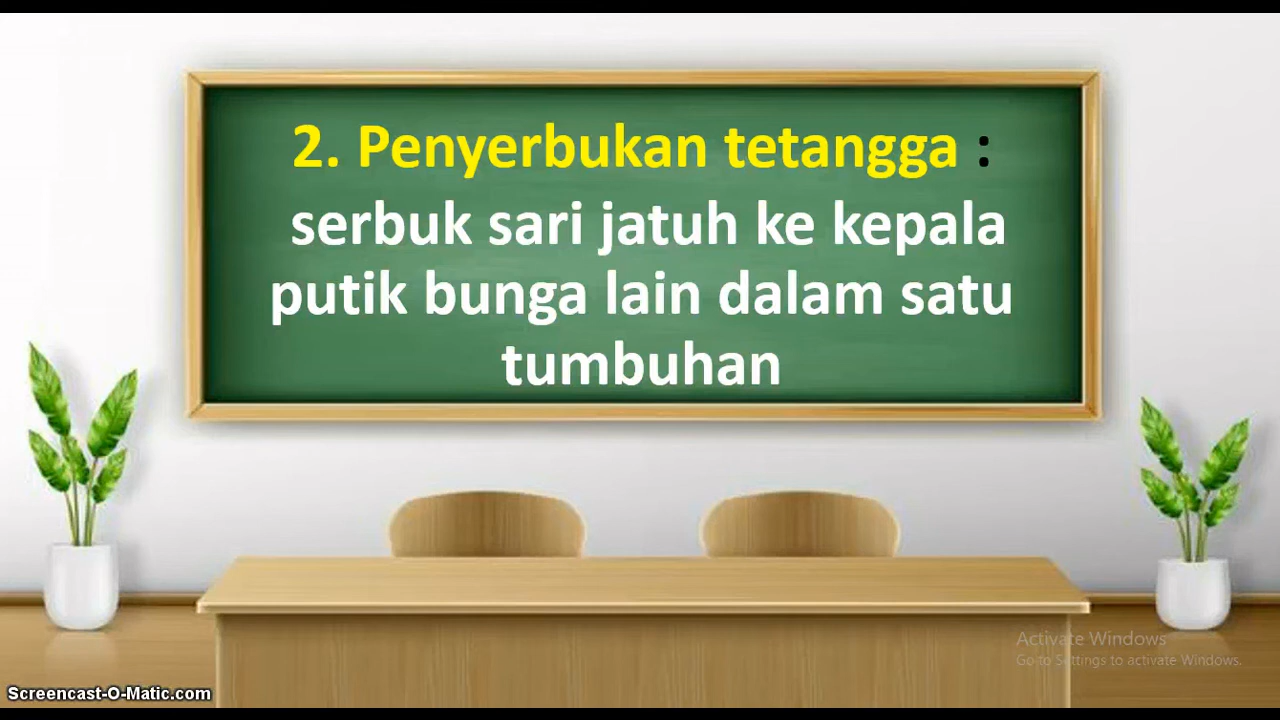 2. Penyerbukan tetangga :
serbuk sari jatuh ke kepala
putik bunga lain dalam satu
tumbuhan
Activate Windows
Go to Settings to activate Windows.
Screencast-O-Matic.com